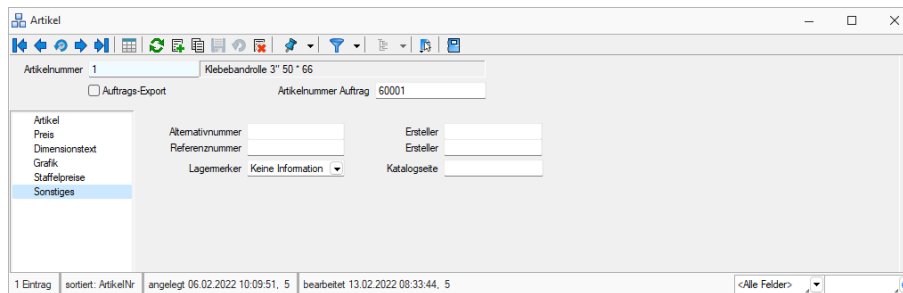 Artikel
Artikelnummer 1 Klebebandrolle 3" 50 * 66
Auftrags-Export Artikelnummer Auftrag 60001
Artikel
Preis
Dimensionstext
Grafik
Staffelpreise
Sonstiges
Alternativnummer Ersteller
Referenznummer Ersteller
Lagermerker Keine Information Katalogseite
1 Eintrag sortiert: ArtikelNr angelegt 06.02.2022 10:09:51, 5 bearbeitet 13.02.2022 08:33:44, 5 <Alle Felder>